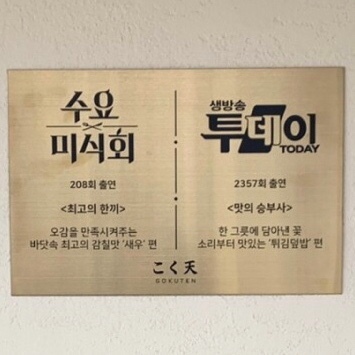 수요
미식회
208회 출연
<최고의 한끼>
오감을 만족시켜주는
바닷속 최고의 감칠맛 '새우' 편
생방송
투데이
TODAY
2357회 출연
<맛의 승부사>
한 그릇에 담아낸 꽃
소리부터 맛있는 '튀김덮밥' 편
こく天
GOKUTEN